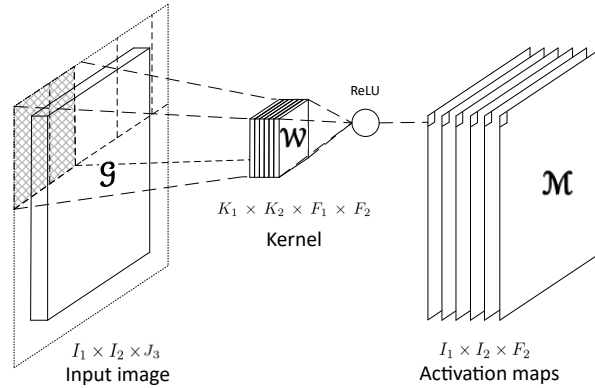 ReLU
𝒢
𝒲
ℳ
K₁ × K₂ × F₁ × F₂
Kernel
I₁ × I₂ × J₃
Input image
I₁ × I₂ × F₂
Activation maps